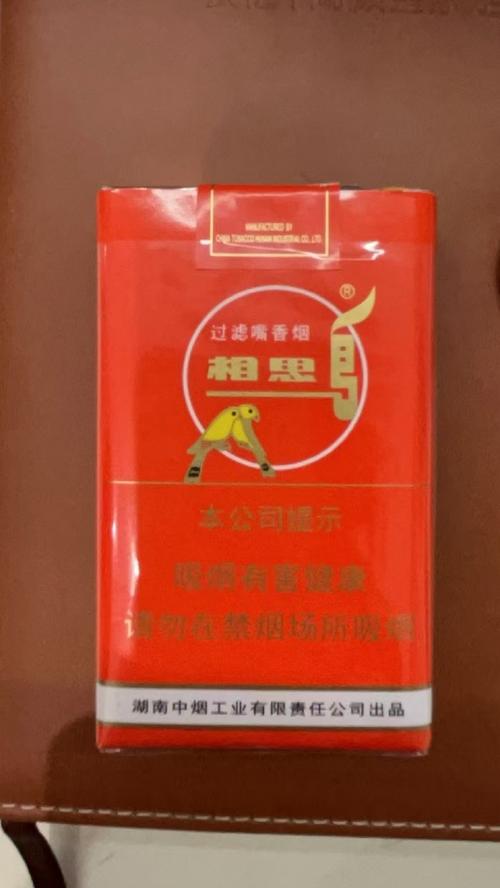 MANUFACTURED BY
CHINA TOBACCO HUNAN INDUSTRIAL CO., LTD.
®
过滤嘴香烟
相思鸟
本公司提示
吸烟有害健康
请勿在禁烟场所吸烟
湖南中烟工业有限责任公司出品